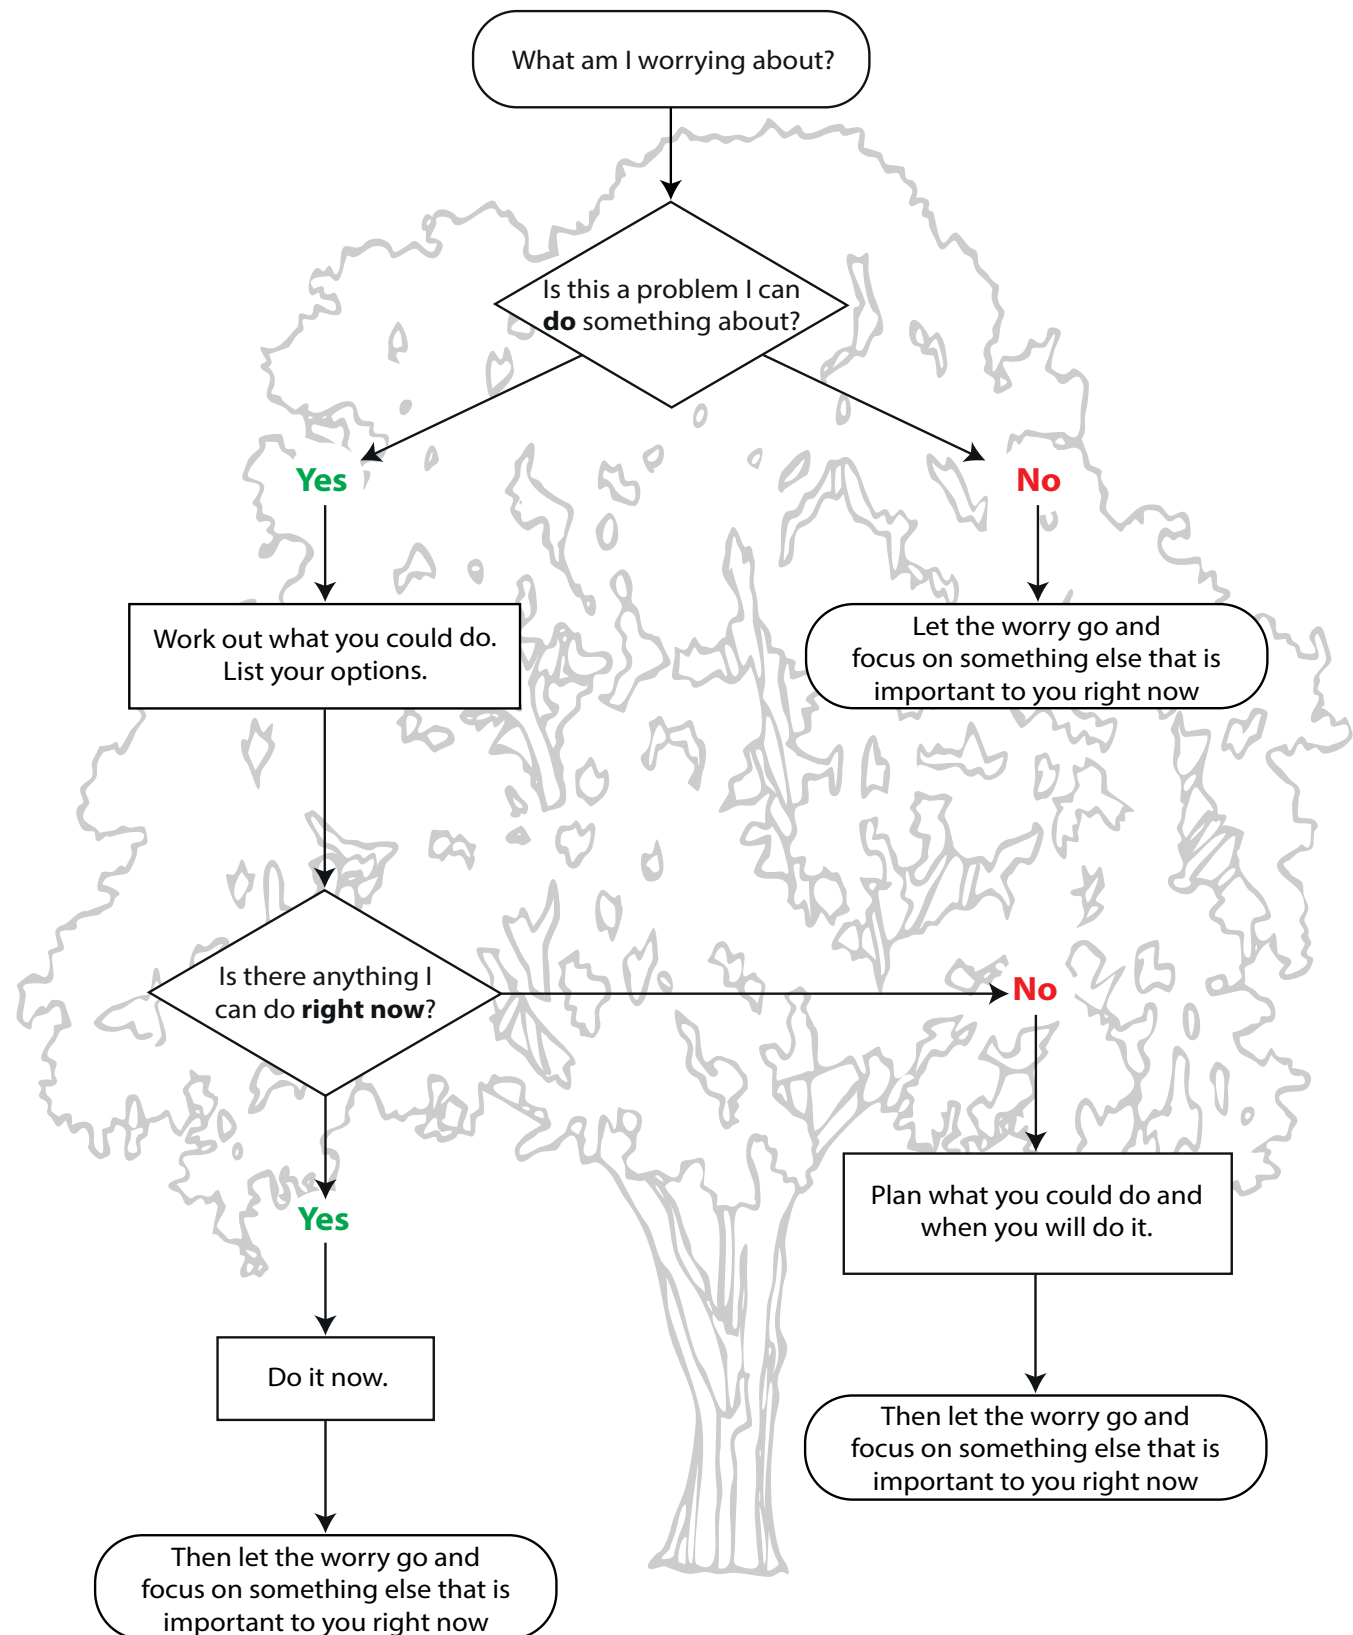 What am I worrying about?
Is this a problem I can
do something about?
Yes
No
Work out what you could do.
List your options.
Let the worry go and
focus on something else that is
important to you right now
Is there anything I
can do right now?
No
Yes
Plan what you could do and
when you will do it.
Do it now.
Then let the worry go and
focus on something else that is
important to you right now
Then let the worry go and
focus on something else that is
important to you right now